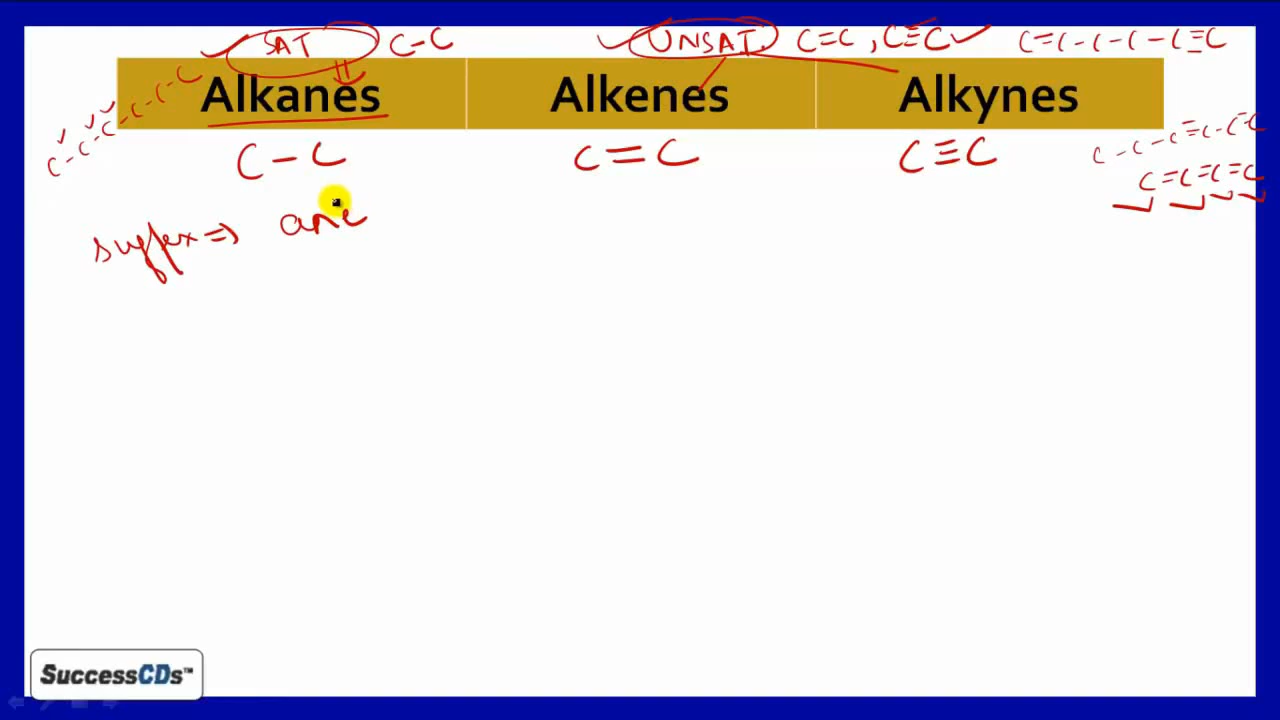 SAT C-C UNSAT. C=C, C≡C C=C-C-C-C-C≡C
C-C-C-C-C-C
Alkanes Alkenes Alkynes
C-C C=C C≡C
C-C-C≡C-C=C
C=C=C=C
suffix => ane
SuccessCDs™